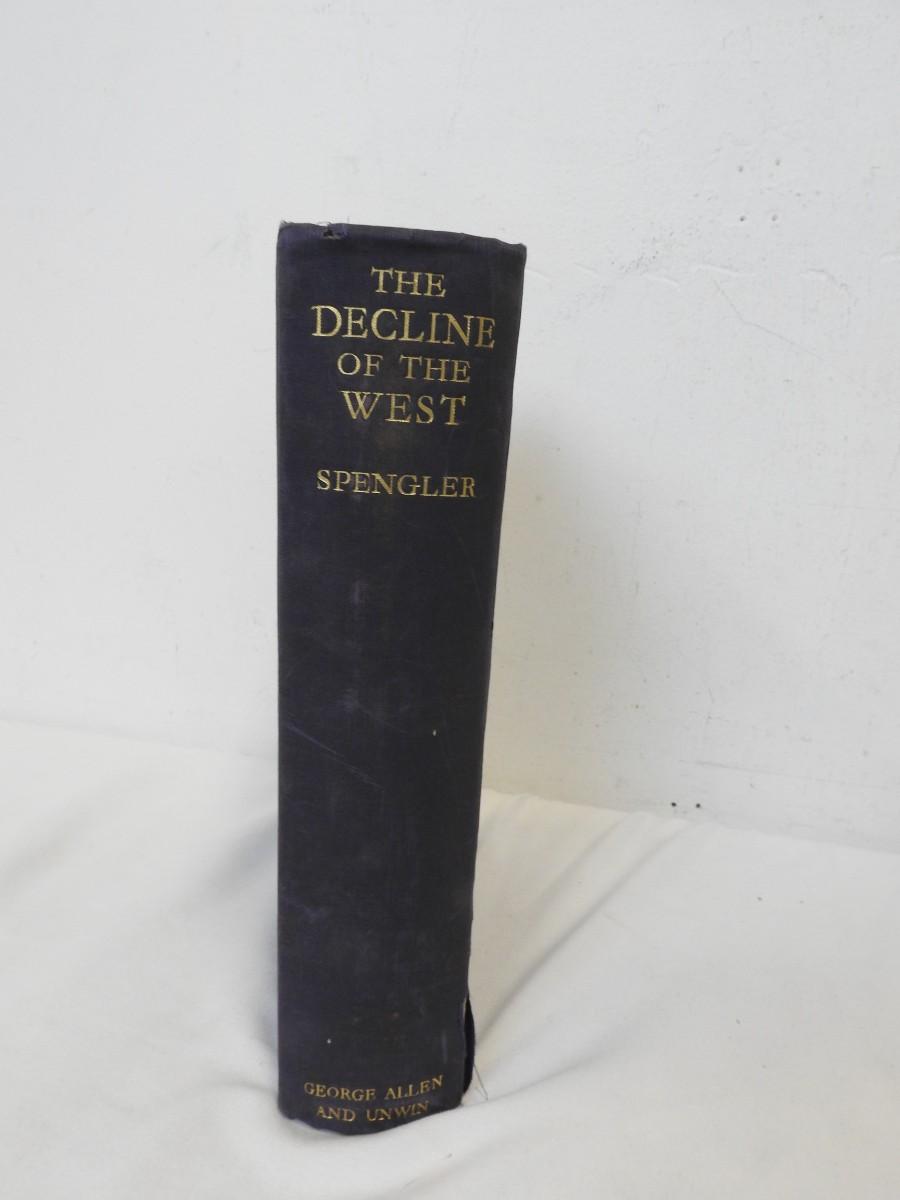 THE
DECLINE
OF THE
WEST
SPENGLER
GEORGE ALLEN
AND UNWIN